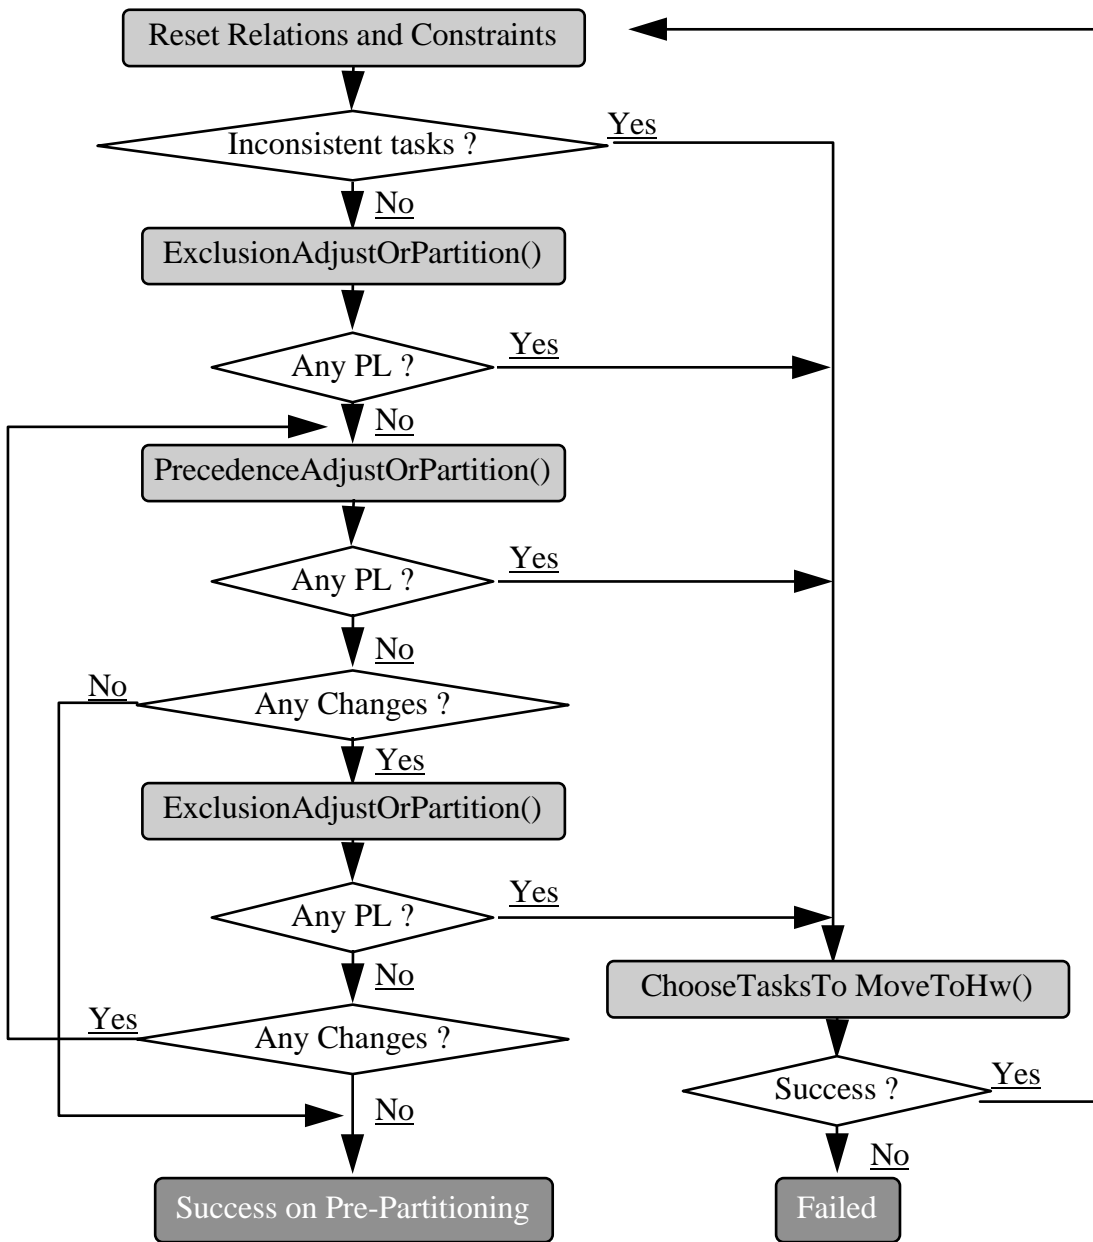 Reset Relations and Constraints
Inconsistent tasks ?
Yes
No
ExclusionAdjustOrPartition()
Any PL ?
Yes
No
PrecedenceAdjustOrPartition()
Any PL ?
Yes
No
No
Any Changes ?
Yes
ExclusionAdjustOrPartition()
Any PL ?
Yes
No
ChooseTasksTo MoveToHw()
Yes
Any Changes ?
Success ?
Yes
No
No
Success on Pre-Partitioning
Failed